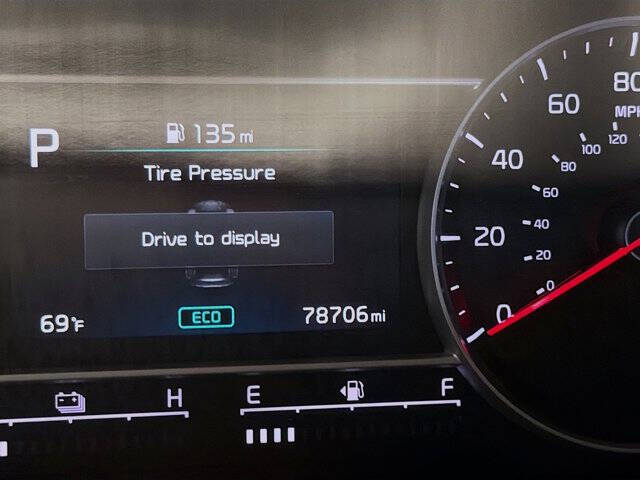 P
135 mi
Tire Pressure
Drive to display
69°F
ECO
78706 mi
H
E
F
80
MPH
60
120
100
40
80
60
20
40
20
0
0